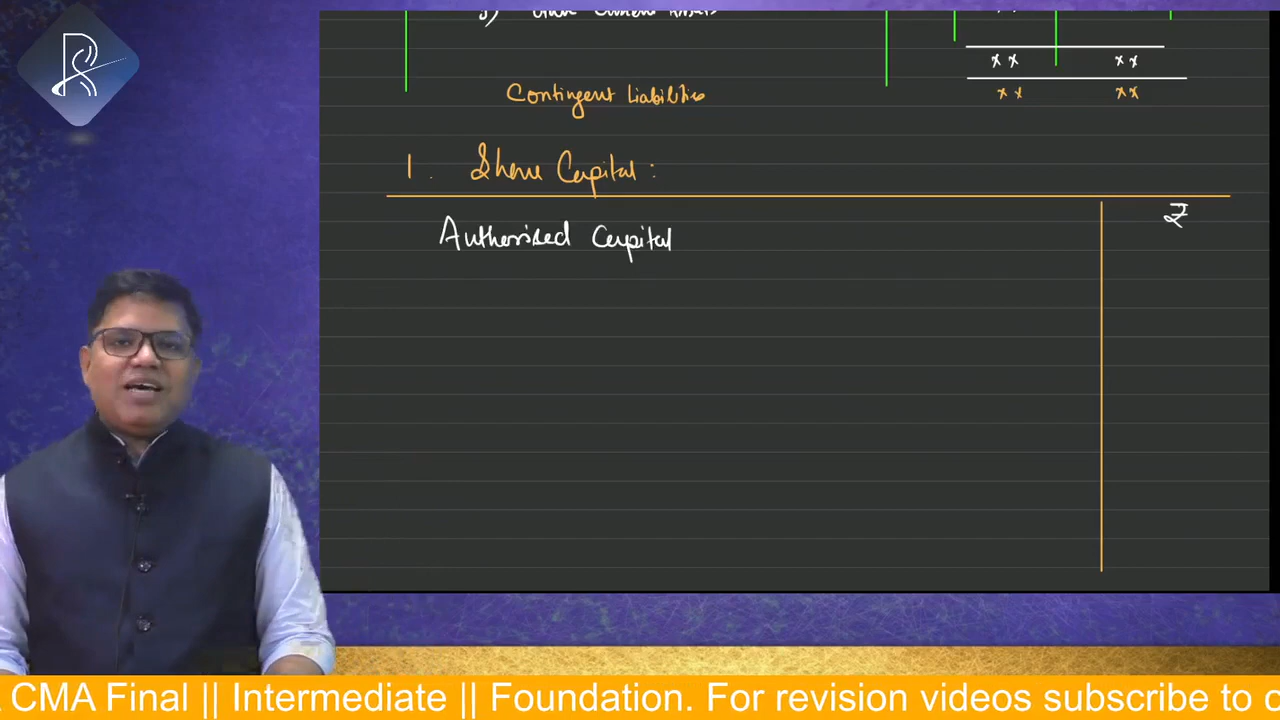 x x x x
Contingent Liabilities x x x x
1. Share Capital :
₹
Authorised Capital
CMA Final || Intermediate || Foundation. For revision videos subscribe to